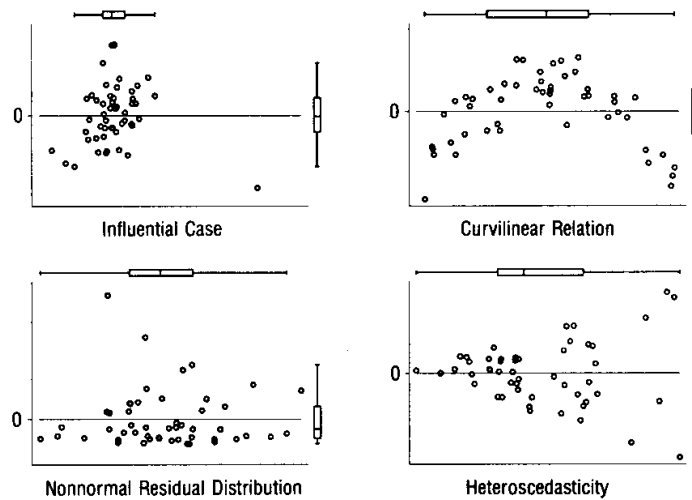 0
Influential Case
0
Curvilinear Relation
0
Nonnormal Residual Distribution
0
Heteroscedasticity